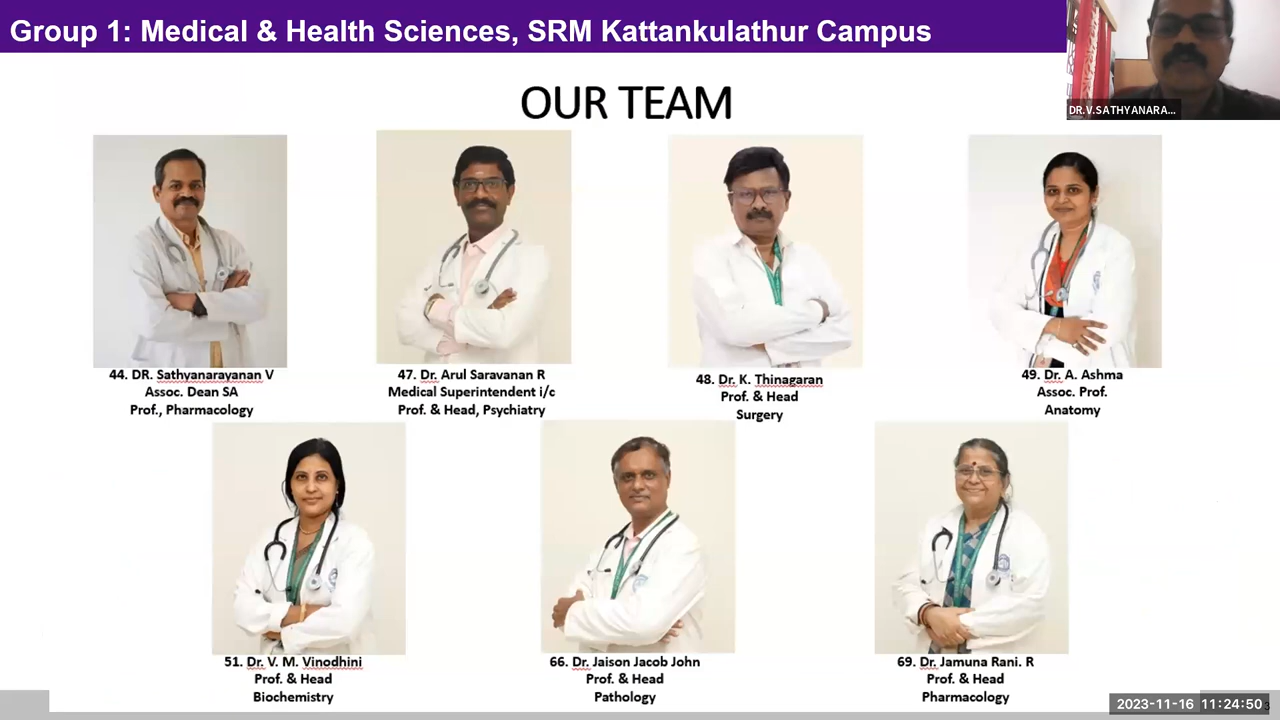 Group 1: Medical & Health Sciences, SRM Kattankulathur Campus
DR.V.SATHYANARA...
OUR TEAM
44. DR. Sathyanarayanan V
Assoc. Dean SA
Prof., Pharmacology
47. Dr. Arul Saravanan R
Medical Superintendent i/c
Prof. & Head, Psychiatry
48. Dr. K. Thinagaran
Prof. & Head
Surgery
49. Dr. A. Ashma
Assoc. Prof.
Anatomy
51. Dr. V. M. Vinodhini
Prof. & Head
Biochemistry
66. Dr. Jaison Jacob John
Prof. & Head
Pathology
69. Dr. Jamuna Rani. R
Prof. & Head
Pharmacology
2023-11-16 11:24:50